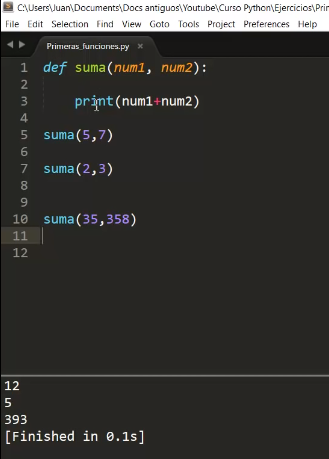 C:\Users\Juan\Documents\Docs antiguos\Youtube\Curso Python\Ejercicios\Prim
File Edit Selection Find View Goto Tools Project Preferences Help
Primeras_funciones.py ×
1 def suma(num1, num2):
2
3 print(num1+num2)
4
5 suma(5,7)
6
7 suma(2,3)
8
9
10 suma(35,358)
11
12
12
5
393
[Finished in 0.1s]